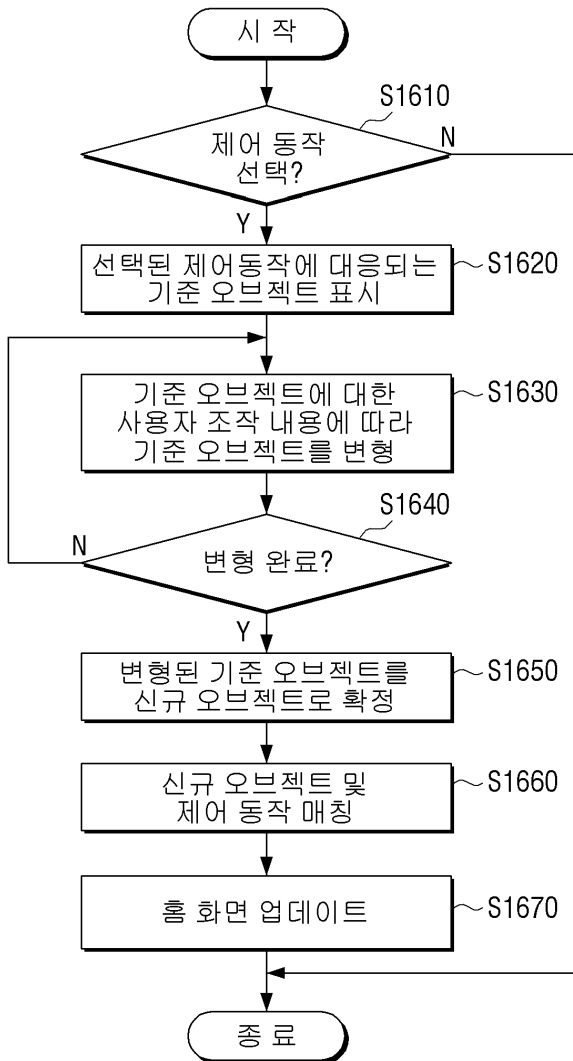 시 작
S1610
제어 동작
선택?
N
Y
선택된 제어동작에 대응되는
기준 오브젝트 표시
S1620
기준 오브젝트에 대한
사용자 조작 내용에 따라
기준 오브젝트를 변형
S1630
S1640
N
변형 완료?
Y
변형된 기준 오브젝트를
신규 오브젝트로 확정
S1650
신규 오브젝트 및
제어 동작 매칭
S1660
홈 화면 업데이트
S1670
종 료